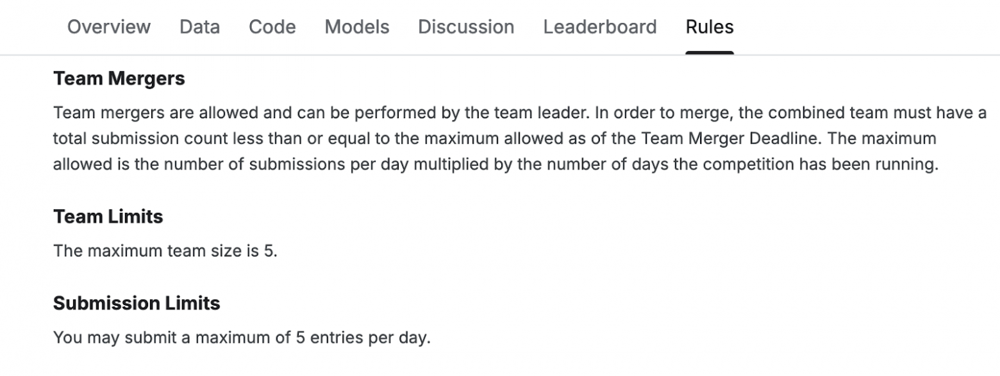 Overview Data Code Models Discussion Leaderboard Rules
Team Mergers
Team mergers are allowed and can be performed by the team leader. In order to merge, the combined team must have a
total submission count less than or equal to the maximum allowed as of the Team Merger Deadline. The maximum
allowed is the number of submissions per day multiplied by the number of days the competition has been running.
Team Limits
The maximum team size is 5.
Submission Limits
You may submit a maximum of 5 entries per day.